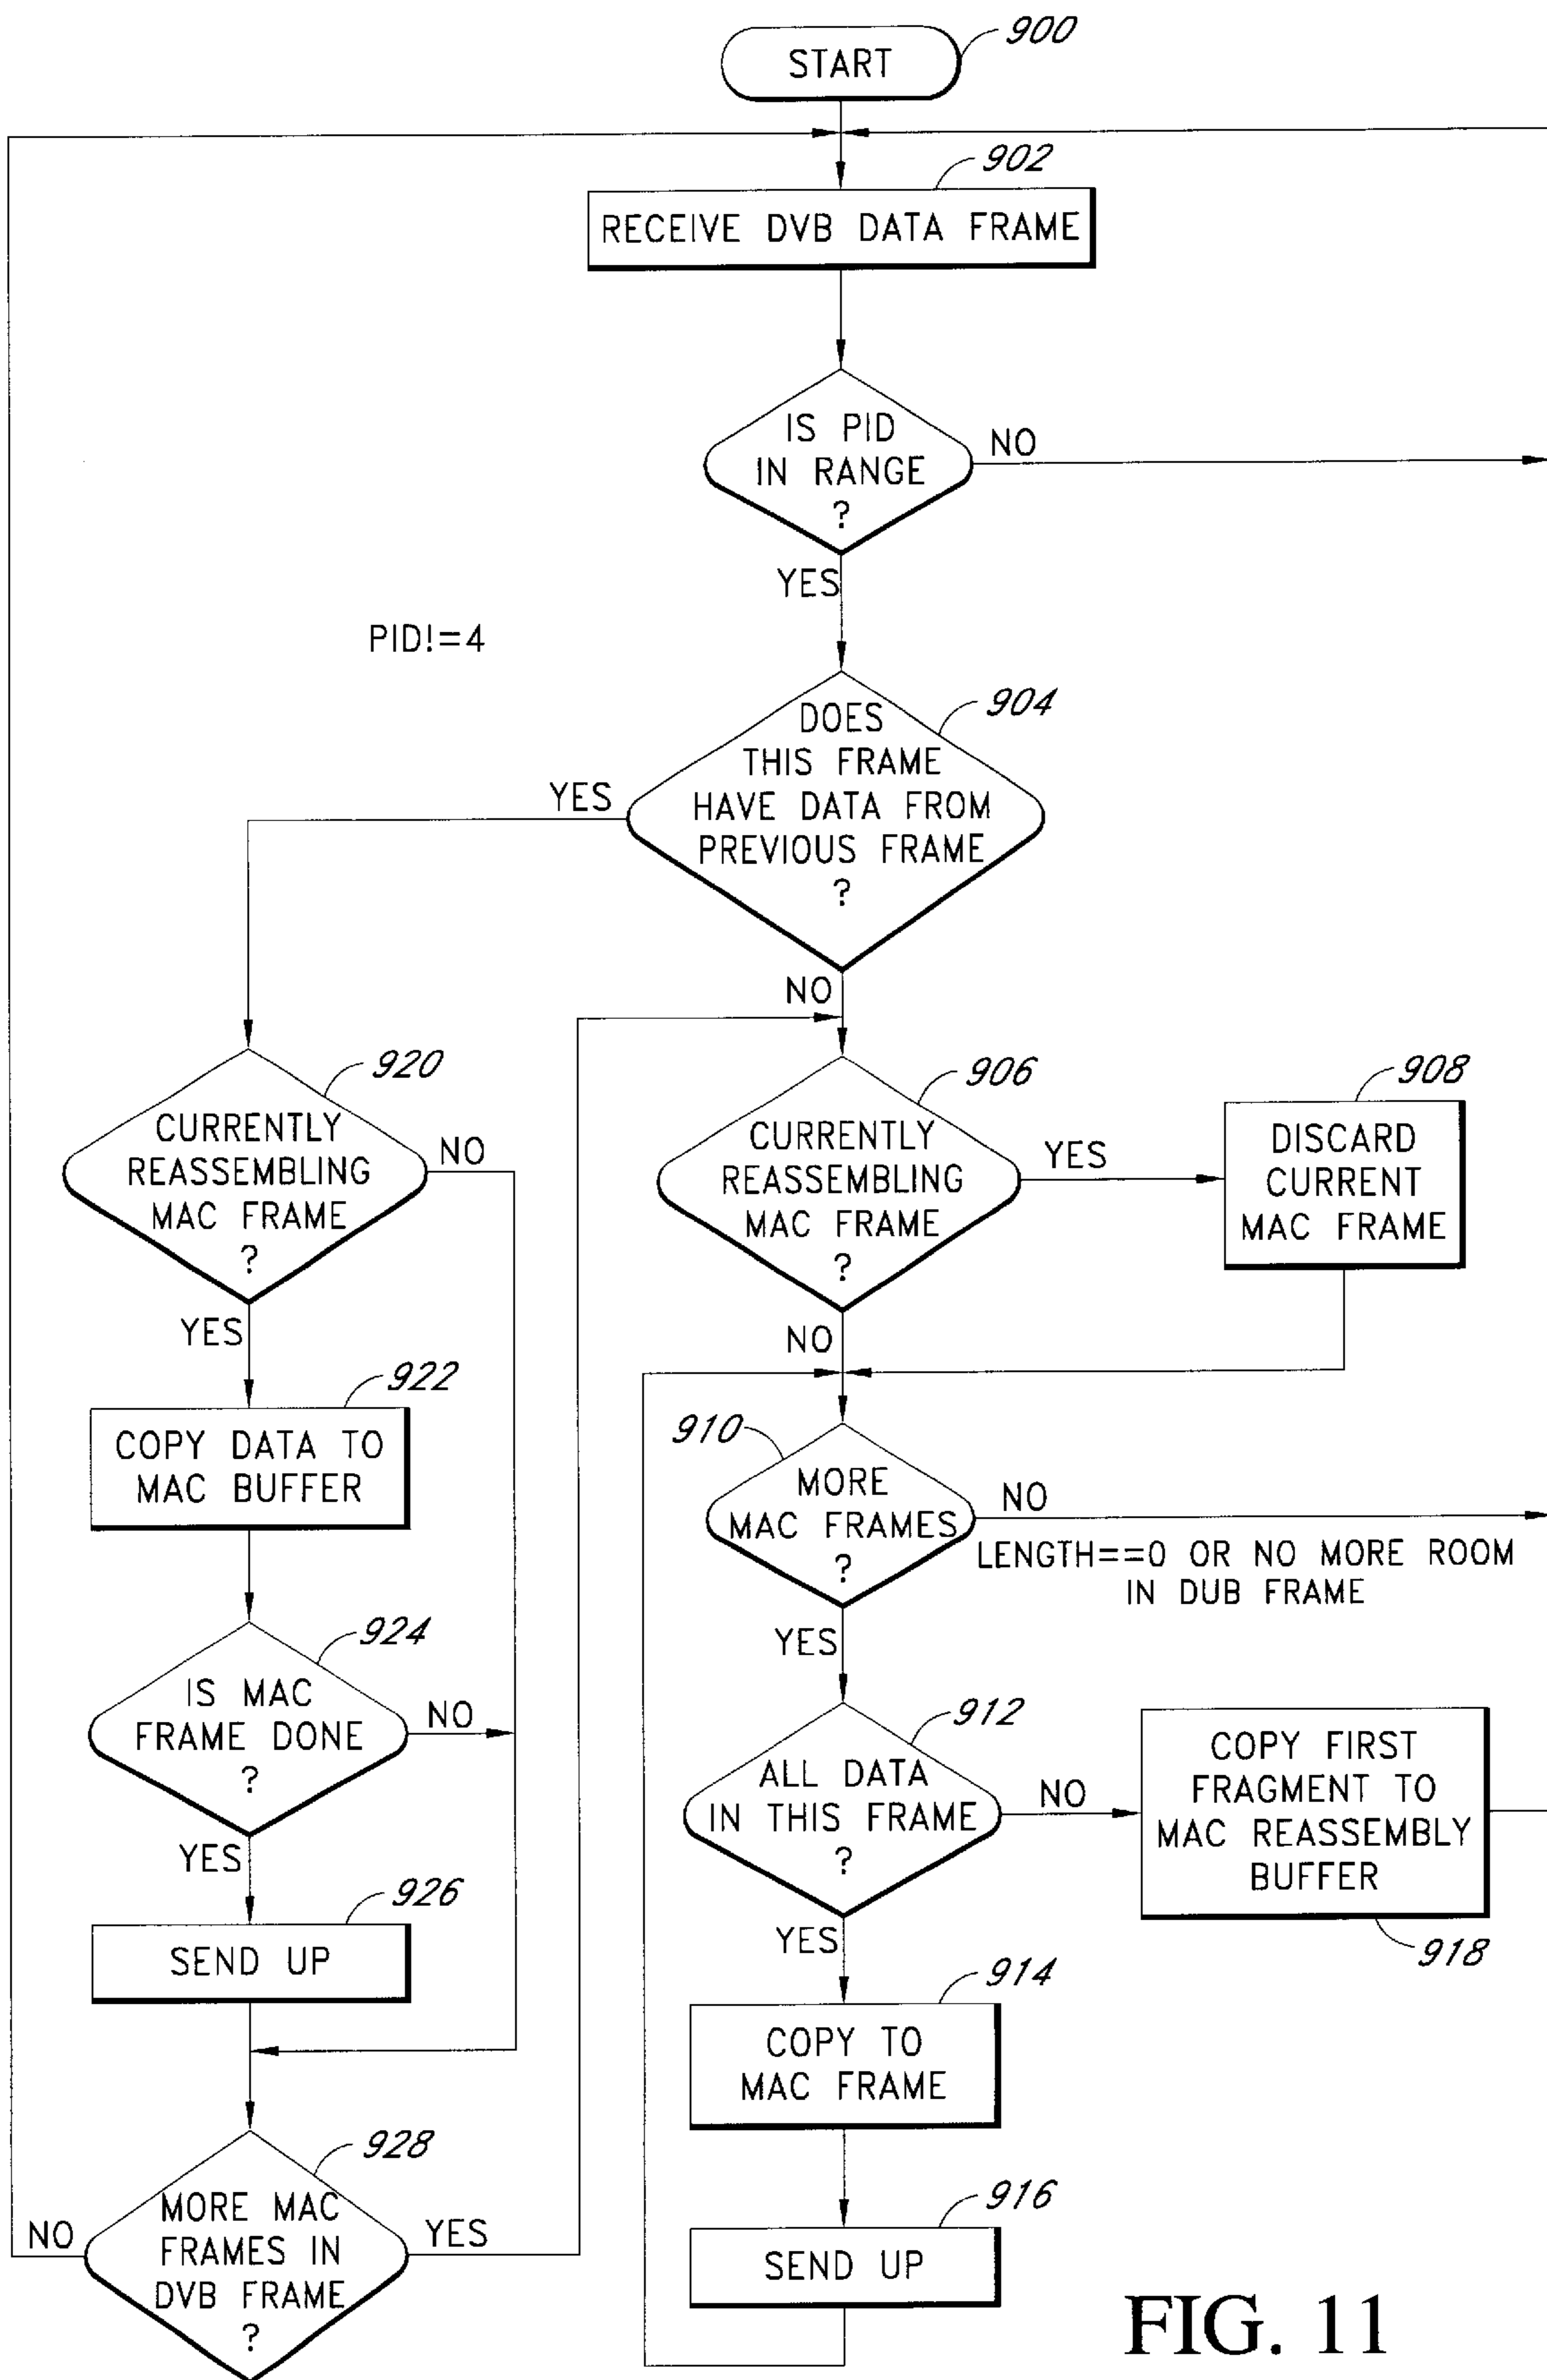 900
START
902
RECEIVE DVB DATA FRAME
IS PID
IN RANGE
?
NO
YES
PID!=4
904
DOES
THIS FRAME
HAVE DATA FROM
PREVIOUS FRAME
?
YES
NO
920
CURRENTLY
REASSEMBLING
MAC FRAME
?
NO
YES
906
CURRENTLY
REASSEMBLING
MAC FRAME
?
YES
NO
908
DISCARD
CURRENT
MAC FRAME
922
COPY DATA TO
MAC BUFFER
910
MORE
MAC FRAMES
?
NO
LENGTH==0 OR NO MORE ROOM
IN DUB FRAME
YES
924
IS MAC
FRAME DONE
?
NO
YES
912
ALL DATA
IN THIS FRAME
?
NO
YES
COPY FIRST
FRAGMENT TO
MAC REASSEMBLY
BUFFER
918
926
SEND UP
914
COPY TO
MAC FRAME
928
MORE MAC
FRAMES IN
DVB FRAME
?
NO
YES
916
SEND UP
FIG. 11